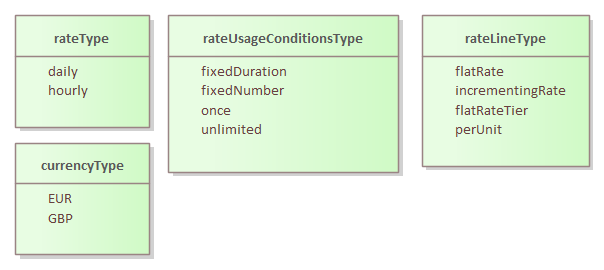 rateType
daily
hourly
rateUsageConditionsType
fixedDuration
fixedNumber
once
unlimited
rateLineType
flatRate
incrementingRate
flatRateTier
perUnit
currencyType
EUR
GBP